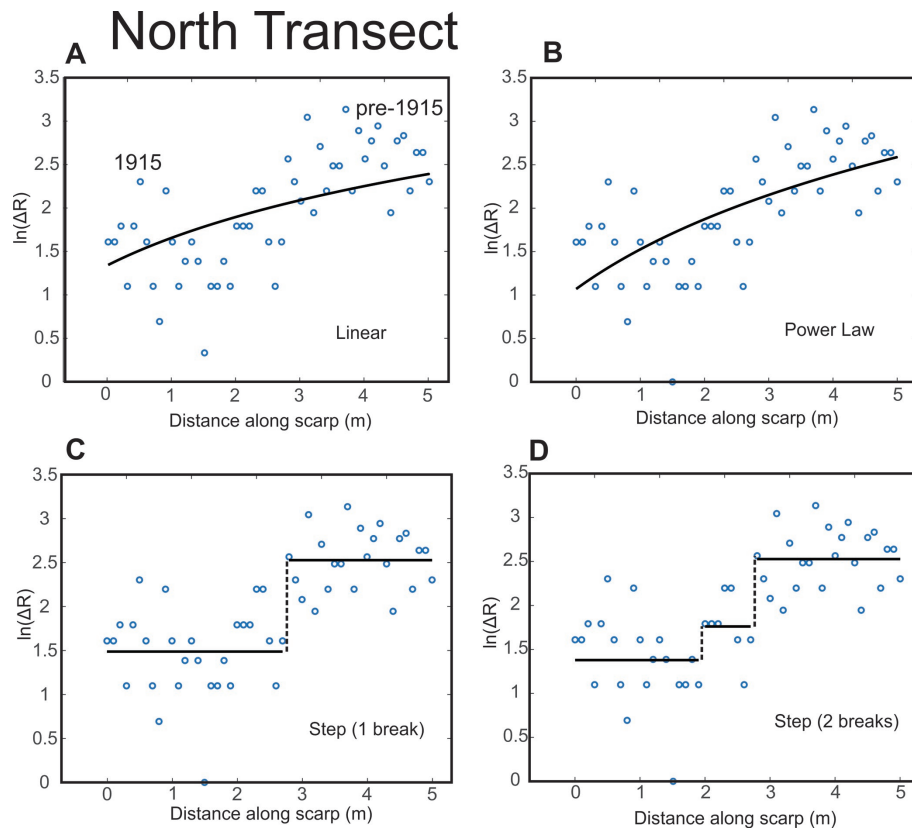 North Transect
A
3.5
3
2.5
2
1.5
1
0.5
0
ln(ΔR)
1915
pre-1915
Linear
0 1 2 3 4 5
Distance along scarp (m)
B
3.5
3
2.5
2
1.5
1
0.5
0
ln(ΔR)
Power Law
0 1 2 3 4 5
Distance along scarp (m)
C
3.5
3
2.5
2
1.5
1
0.5
0
ln(ΔR)
Step (1 break)
0 1 2 3 4 5
Distance along scarp (m)
D
3.5
3
2.5
2
1.5
1
0.5
0
ln(ΔR)
Step (2 breaks)
0 1 2 3 4 5
Distance along scarp (m)